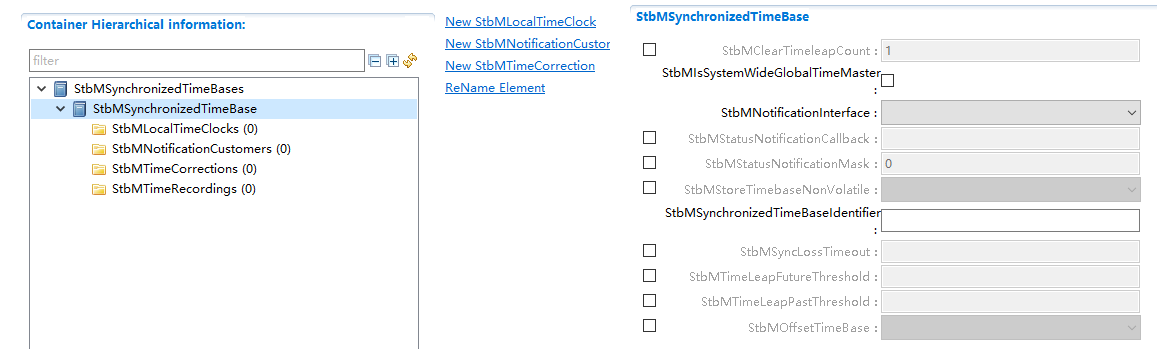 Container Hierarchical information:
filter
StbMSynchronizedTimeBases
StbMSynchronizedTimeBase
StbMLocalTimeClocks (0)
StbMNotificationCustomers (0)
StbMTimeCorrections (0)
StbMTimeRecordings (0)
New StbMLocalTimeClock
New StbMNotificationCustor
New StbMTimeCorrection
ReName Element
StbMSynchronizedTimeBase
StbMClearTimeleapCount : 1
StbMIsSystemWideGlobalTimeMaster
:
StbMNotificationInterface :
StbMStatusNotificationCallback :
StbMStatusNotificationMask : 0
StbMStoreTimebaseNonVolatile :
StbMSynchronizedTimeBaseIdentifier
:
StbMSyncLossTimeout :
StbMTimeLeapFutureThreshold :
StbMTimeLeapPastThreshold :
StbMOffsetTimeBase :